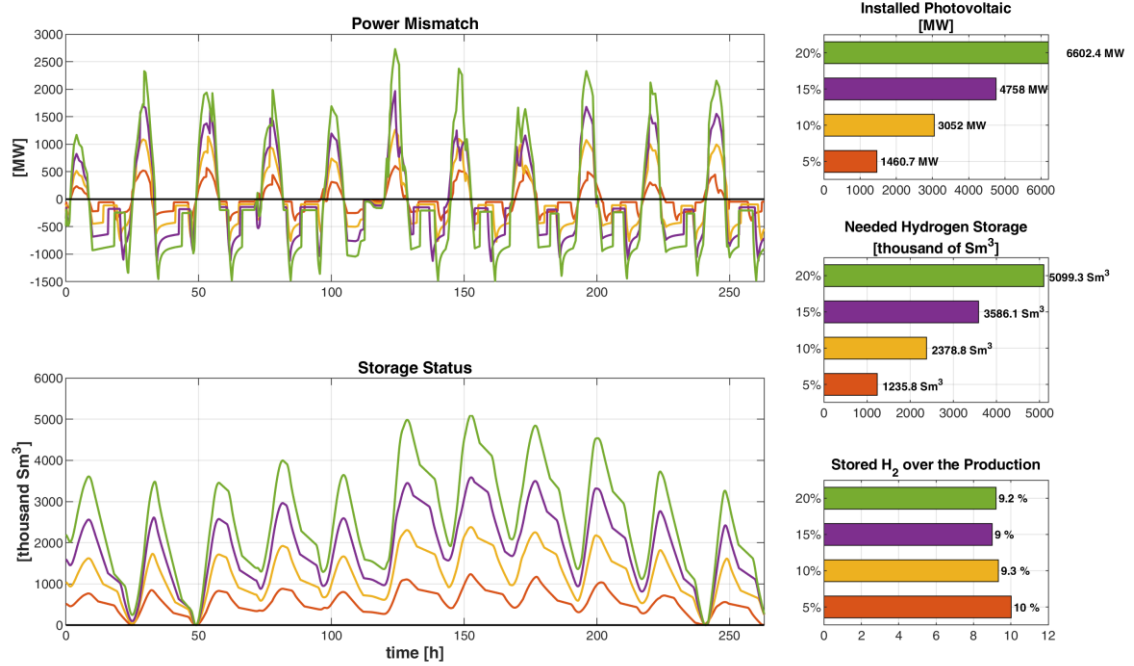 Power Mismatch
3000
2500
2000
1500
1000
500
0
-500
-1000
-1500
[MW]
0 50 100 150 200 250
Storage Status
6000
5000
4000
3000
2000
1000
0
[thousand Sm³]
0 50 100 150 200 250
time [h]
Installed Photovoltaic
[MW]
20% 6602.4 MW
15% 4758 MW
10% 3052 MW
5% 1460.7 MW
0 1000 2000 3000 4000 5000 6000
Needed Hydrogen Storage
[thousand of Sm³]
20% 5099.3 Sm³
15% 3586.1 Sm³
10% 2378.8 Sm³
5% 1235.8 Sm³
0 1000 2000 3000 4000 5000
Stored H₂ over the Production
20% 9.2 %
15% 9 %
10% 9.3 %
5% 10 %
0 2 4 6 8 10 12